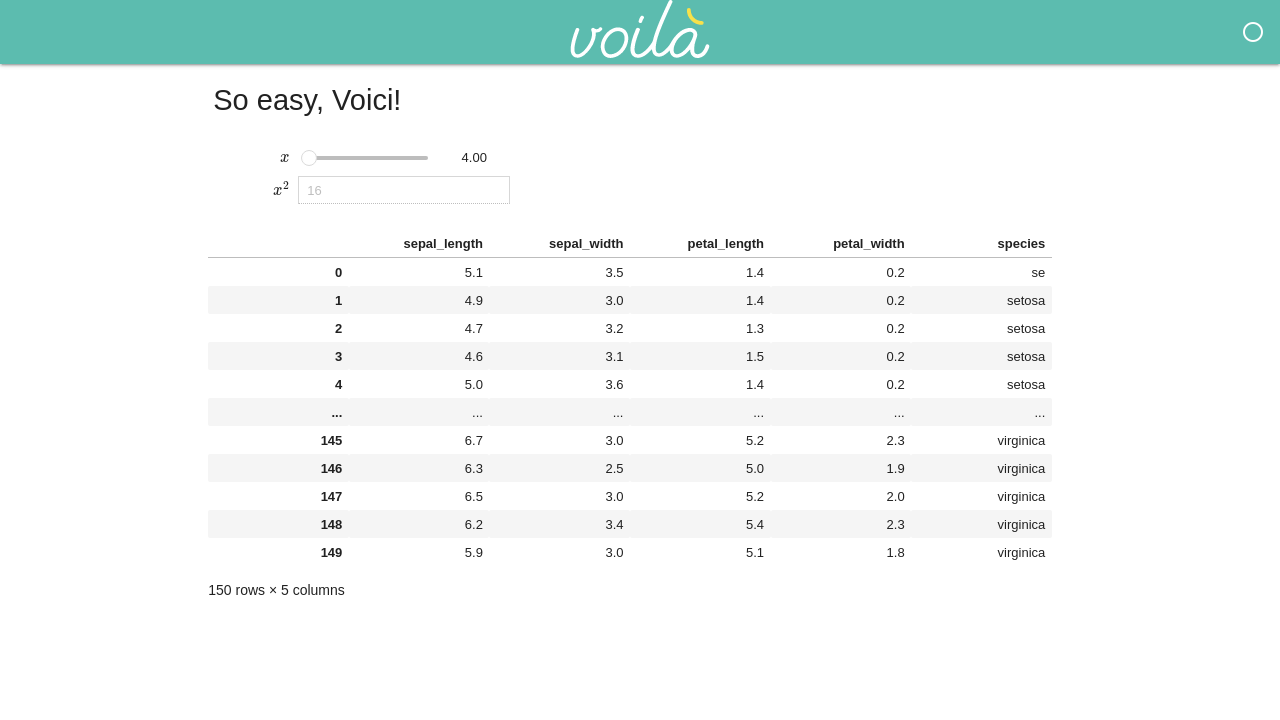 voilà
So easy, Voici!
x 4.00
x² 16
sepal_length sepal_width petal_length petal_width species
0 5.1 3.5 1.4 0.2 se
1 4.9 3.0 1.4 0.2 setosa
2 4.7 3.2 1.3 0.2 setosa
3 4.6 3.1 1.5 0.2 setosa
4 5.0 3.6 1.4 0.2 setosa
... ... ... ... ... ...
145 6.7 3.0 5.2 2.3 virginica
146 6.3 2.5 5.0 1.9 virginica
147 6.5 3.0 5.2 2.0 virginica
148 6.2 3.4 5.4 2.3 virginica
149 5.9 3.0 5.1 1.8 virginica
150 rows × 5 columns